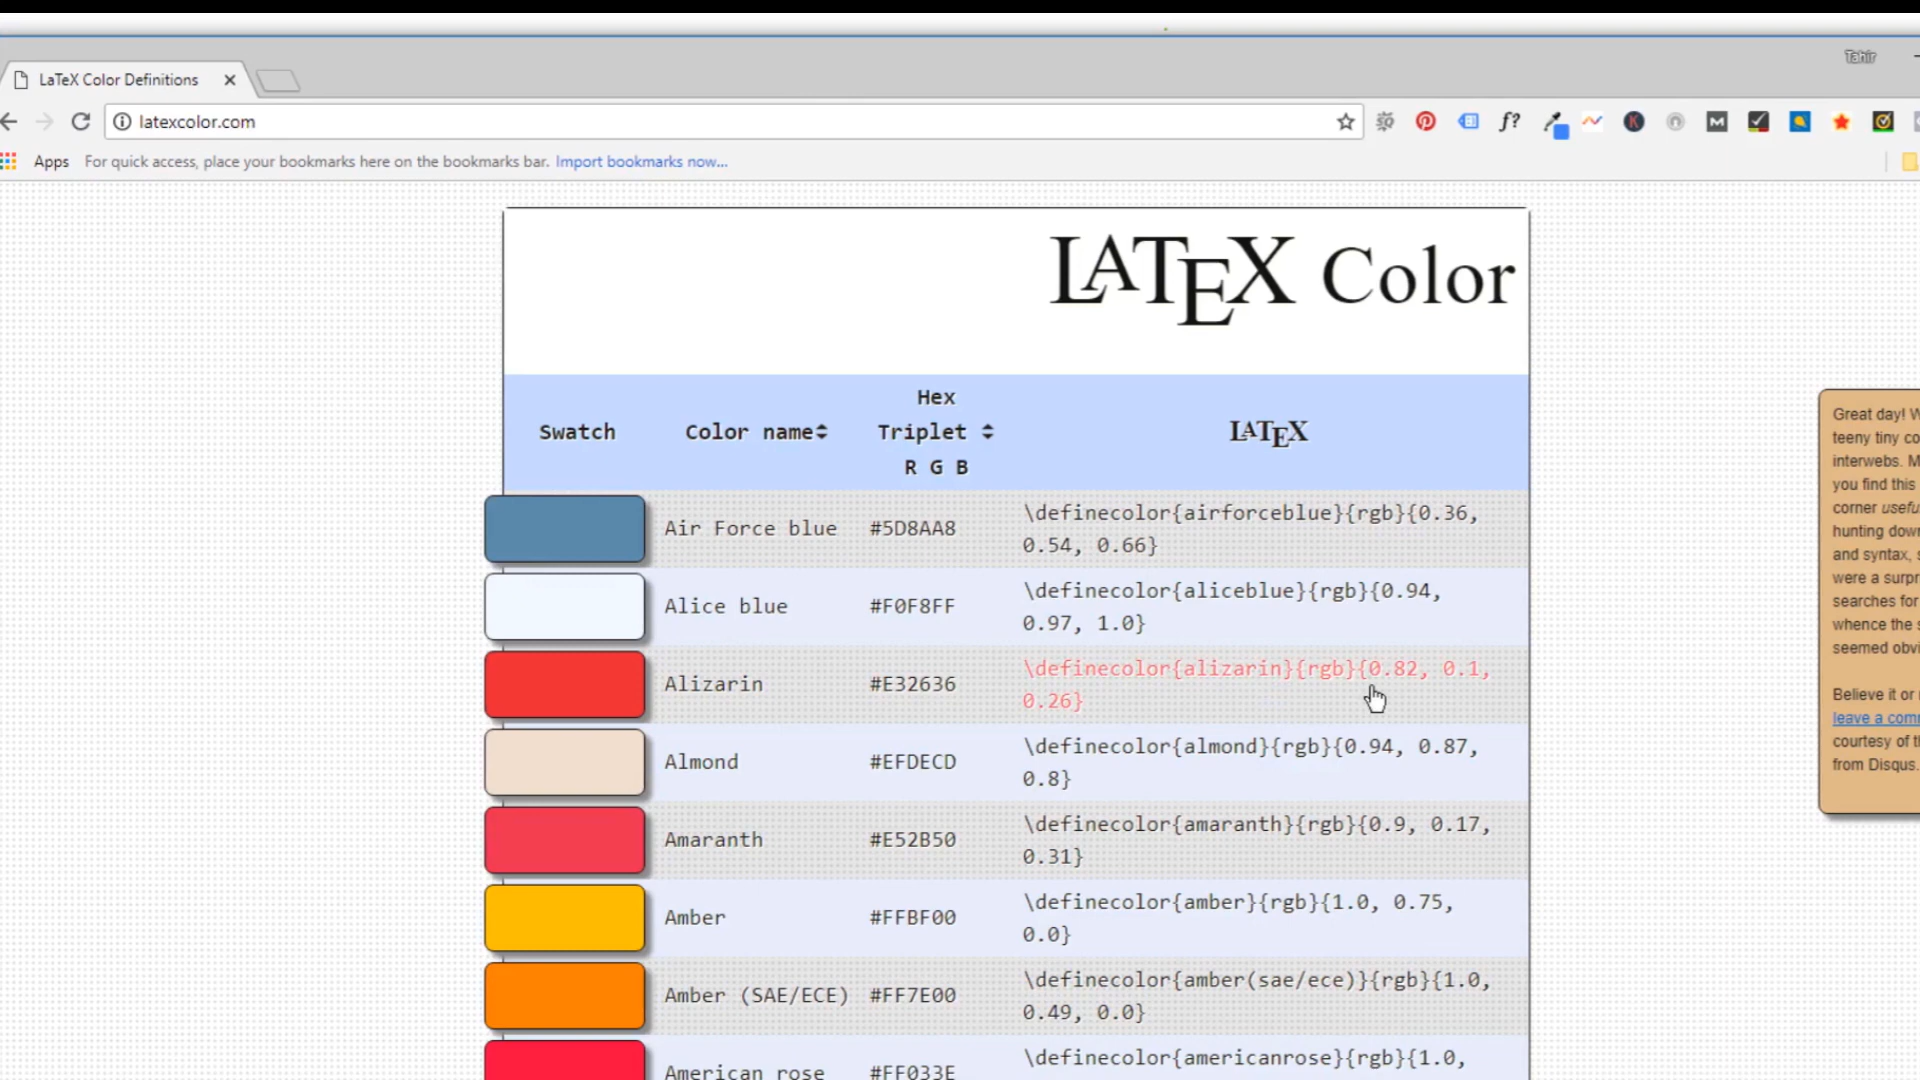 Tahir
LaTeX Color Definitions
latexcolor.com
Apps For quick access, place your bookmarks here on the bookmarks bar. Import bookmarks now...
LATEX Color
Swatch Color name Hex Triplet R G B LATEX
Air Force blue #5D8AA8 \definecolor{airforceblue}{rgb}{0.36,
0.54, 0.66}
Alice blue #F0F8FF \definecolor{aliceblue}{rgb}{0.94,
0.97, 1.0}
Alizarin #E32636 \definecolor{alizarin}{rgb}{0.82, 0.1,
0.26}
Almond #EFDECD \definecolor{almond}{rgb}{0.94, 0.87,
0.8}
Amaranth #E52B50 \definecolor{amaranth}{rgb}{0.9, 0.17,
0.31}
Amber #FFBF00 \definecolor{amber}{rgb}{1.0, 0.75,
0.0}
Amber (SAE/ECE) #FF7E00 \definecolor{amber(sae/ece)}{rgb}{1.0,
0.49, 0.0}
American rose #FF033E \definecolor{americanrose}{rgb}{1.0,
Great day!
teeny tiny
interwebs.
you find this
corner
hunting
and syntax,
were a
searches for
whence the
seemed
Believe it or
leave a
courtesy of
from Disqus.